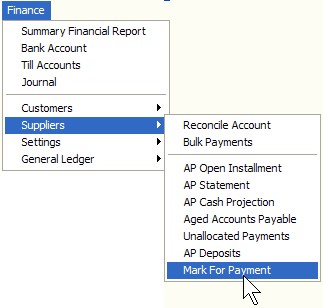 Finance
Summary Financial Report
Bank Account
Till Accounts
Journal
Customers
Suppliers
Settings
General Ledger
Reconcile Account
Bulk Payments
AP Open Installment
AP Statement
AP Cash Projection
Aged Accounts Payable
Unallocated Payments
AP Deposits
Mark For Payment